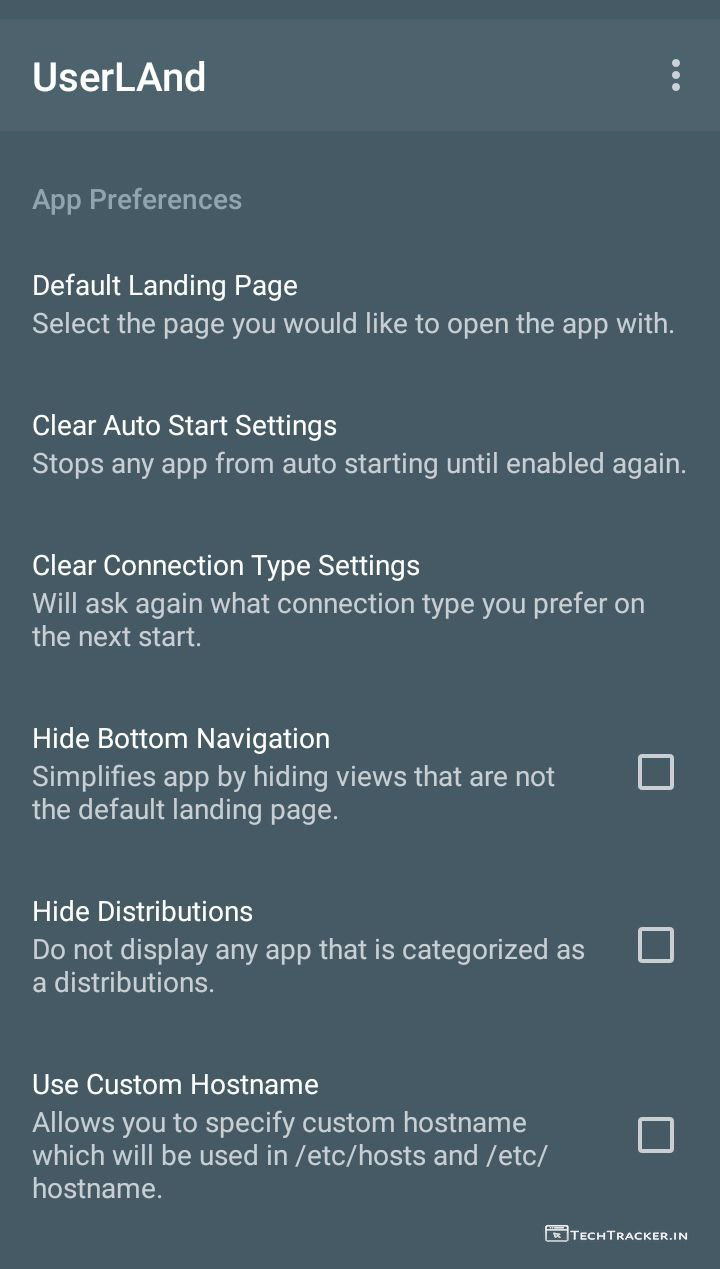 UserLAnd
App Preferences
Default Landing Page
Select the page you would like to open the app with.
Clear Auto Start Settings
Stops any app from auto starting until enabled again.
Clear Connection Type Settings
Will ask again what connection type you prefer on
the next start.
Hide Bottom Navigation
Simplifies app by hiding views that are not
the default landing page.
Hide Distributions
Do not display any app that is categorized as
a distributions.
Use Custom Hostname
Allows you to specify custom hostname
which will be used in /etc/hosts and /etc/
hostname.
TECHTRACKER.IN